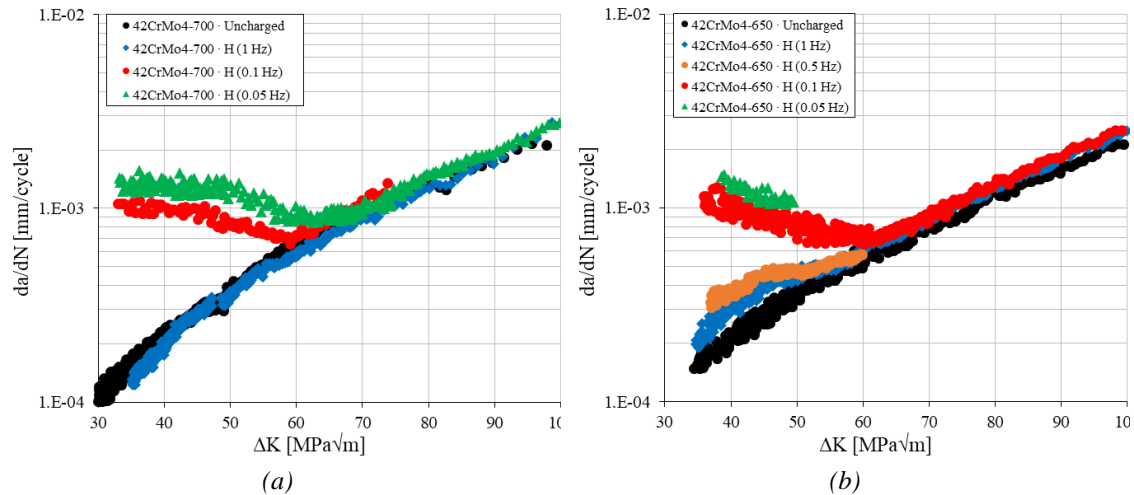 1.E-02
42CrMo4-700 · Uncharged
42CrMo4-700 · H (1 Hz)
42CrMo4-700 · H (0.1 Hz)
42CrMo4-700 · H (0.05 Hz)
da/dN [mm/cycle]
1.E-03
1.E-04
30 40 50 60 70 80 90 100
ΔK [MPa√m]
(a)
1.E-02
42CrMo4-650 · Uncharged
42CrMo4-650 · H (1 Hz)
42CrMo4-650 · H (0.5 Hz)
42CrMo4-650 · H (0.1 Hz)
42CrMo4-650 · H (0.05 Hz)
da/dN [mm/cycle]
1.E-03
1.E-04
30 40 50 60 70 80 90 10
ΔK [MPa√m]
(b)